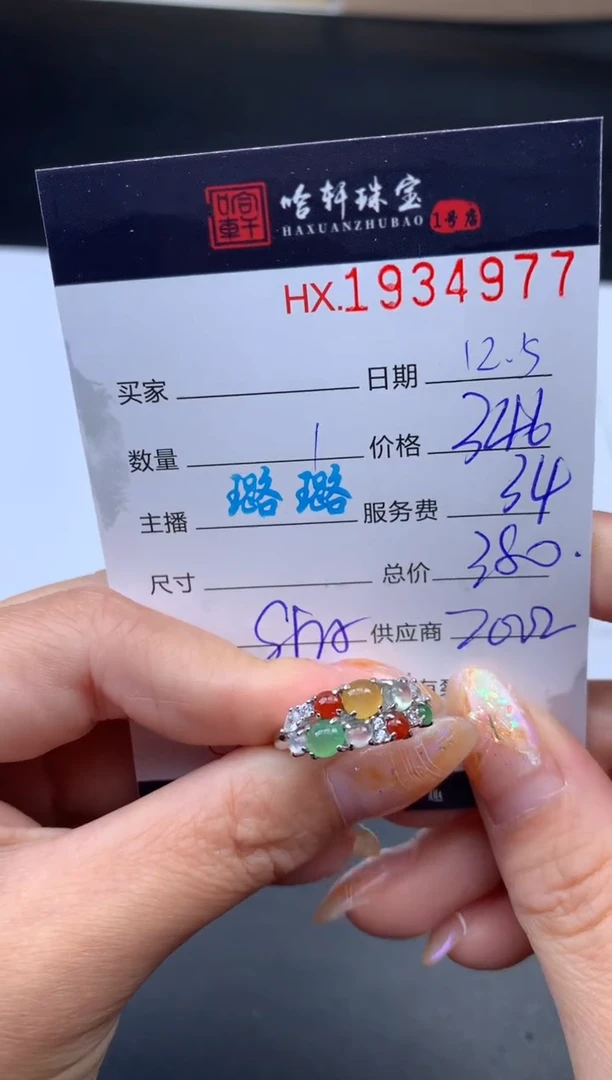 哈轩珠宝
HAXUANZHUBAO 1号店
HX.1934977
买家 日期 12.5
数量 1 价格 346
主播 璐璐 服务费 34
尺寸 总价 380.
供应商 2022